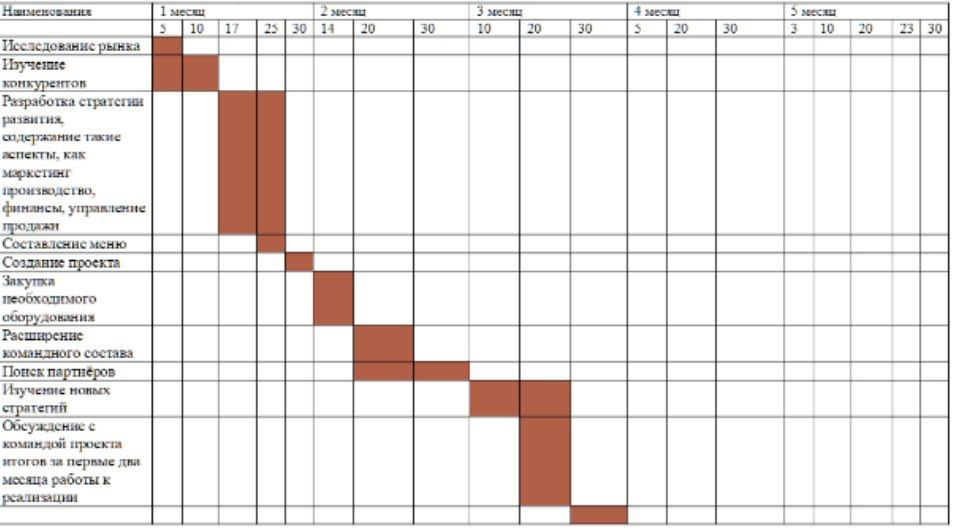 Наименования 1 месяц 2 месяц 3 месяц 4 месяц 5 месяц
5 10 17 25 30 14 20 30 10 20 30 5 20 30 3 10 20 23 30
Исследование рынка
Изучение
конкурентов
Разработка стратегии
развития,
содержание такие
аспекты, как
маркетинг
производство,
финансы, управление
продажи
Составление меню
Создание проекта
Закупка
необходимого
оборудования
Расширение
командного состава
Поиск партнёров
Изучение новых
стратегий
Обсуждение с
командой проекта
итогов за первые два
месяца работы к
реализации